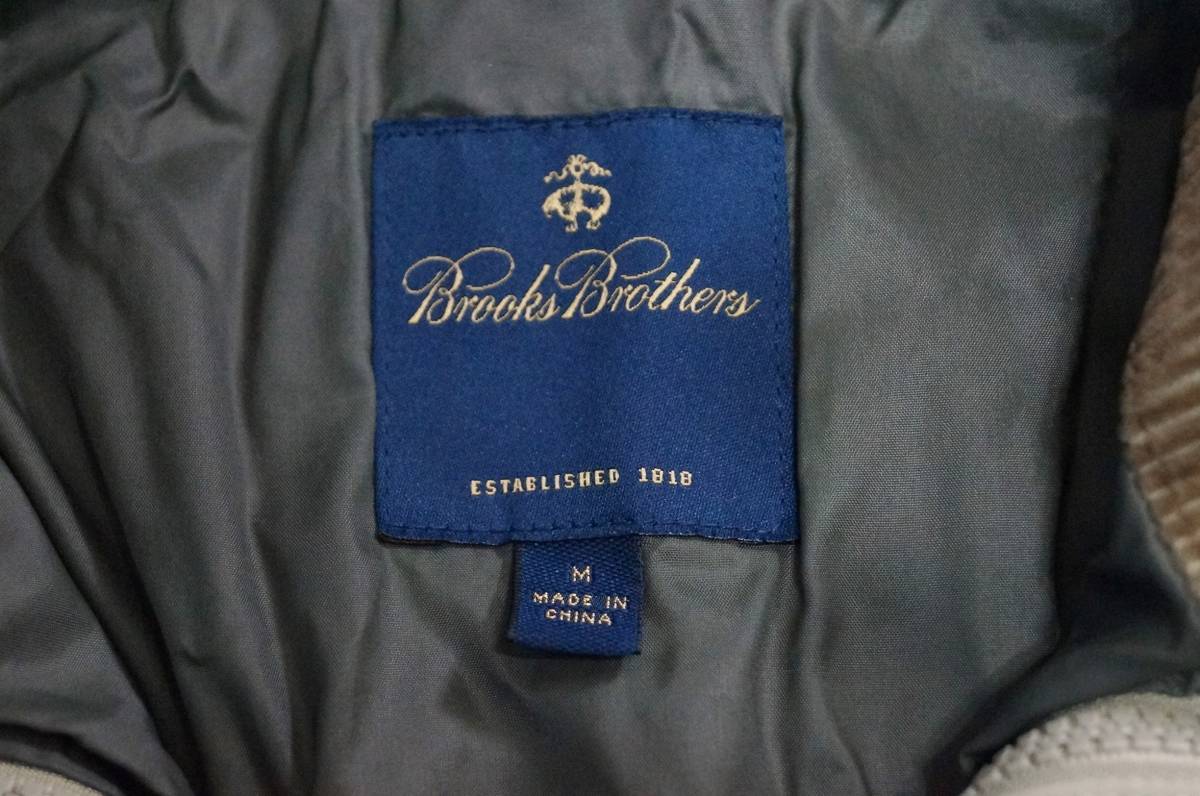 Brooks Brothers
ESTABLISHED 1818
M
MADE IN
CHINA